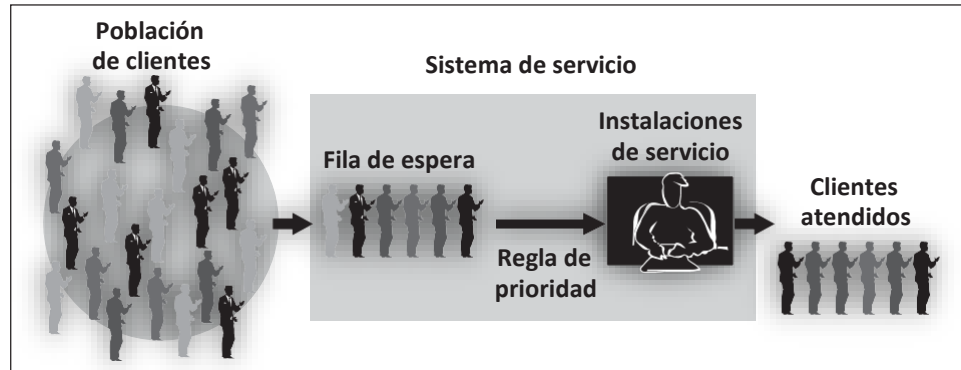 Población
de clientes
Sistema de servicio
Fila de espera
Regla de
prioridad
Instalaciones
de servicio
Clientes
atendidos